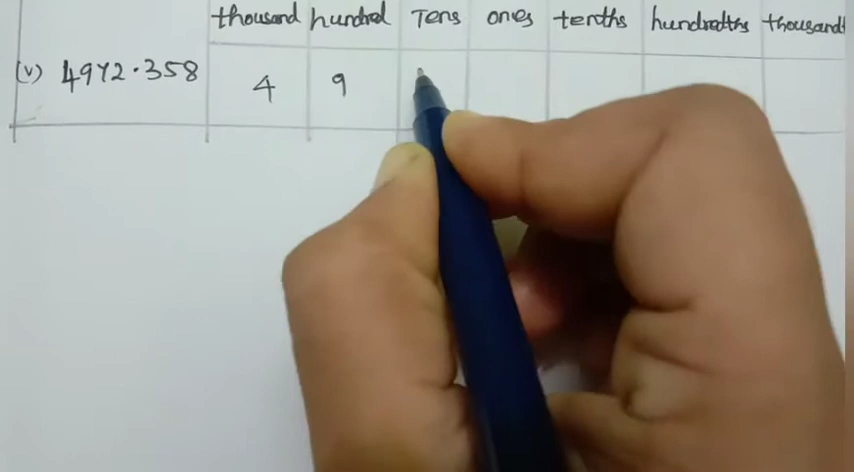 thousand hundred Tens ones tenths hundredths thousandt
(v) 4972.358 4 9